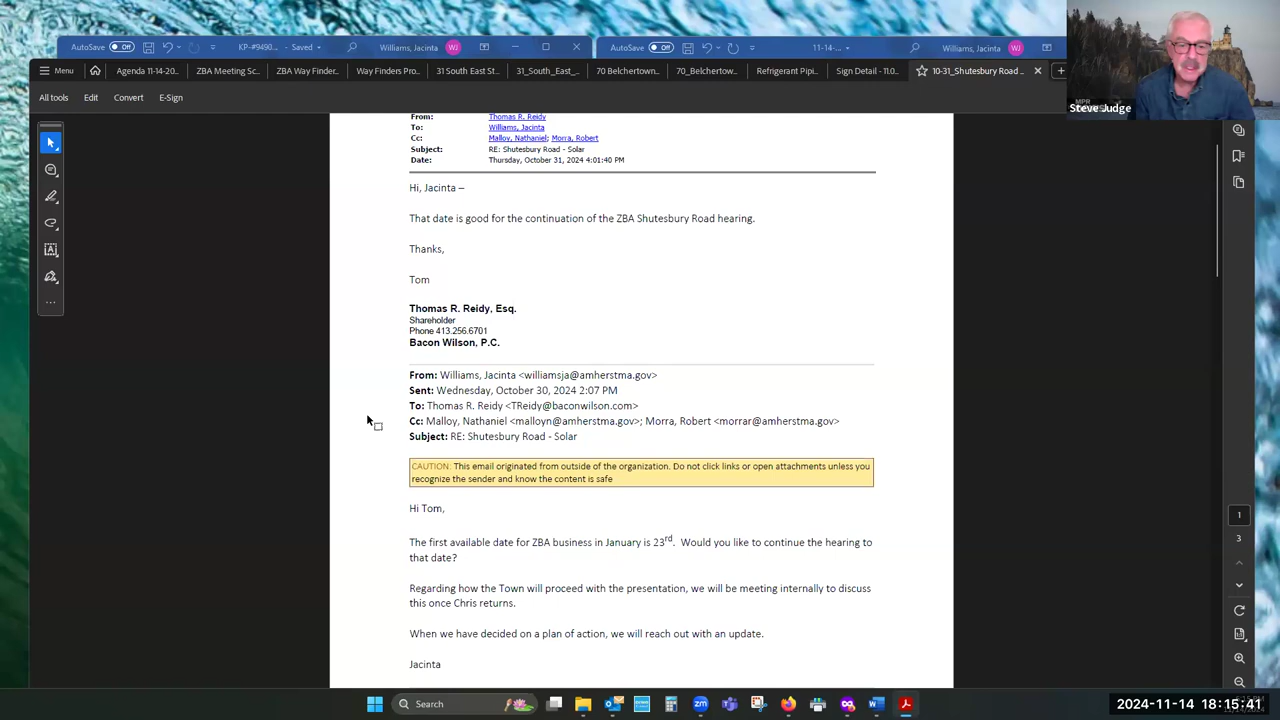 AutoSave Off KP-#9490... - Saved Williams, Jacinta WJ
AutoSave Off 11-14-... Williams, Jacinta WJ
Menu Agenda 11-14-20... ZBA Meeting Sc... ZBA Way Finder... Way Finders Pro... 31 South East St... 31_South_East_... 70 Belchertown... 70_Belchertow... Refrigerant Pipi... Sign Detail - 11.0... 10-31_Shutesbury Road ...
All tools Edit Convert E-Sign
MPR
Steve Judge
From: Thomas R. Reidy
To: Williams, Jacinta
Cc: Malloy, Nathaniel; Morra, Robert
Subject: RE: Shutesbury Road - Solar
Date: Thursday, October 31, 2024 4:01:40 PM
Hi, Jacinta –
That date is good for the continuation of the ZBA Shutesbury Road hearing.
Thanks,
Tom
Thomas R. Reidy, Esq.
Shareholder
Phone 413.256.6701
Bacon Wilson, P.C.
From: Williams, Jacinta <williamsja@amherstma.gov>
Sent: Wednesday, October 30, 2024 2:07 PM
To: Thomas R. Reidy <TReidy@baconwilson.com>
Cc: Malloy, Nathaniel <malloyn@amherstma.gov>; Morra, Robert <morrar@amherstma.gov>
Subject: RE: Shutesbury Road - Solar
CAUTION: This email originated from outside of the organization. Do not click links or open attachments unless you
recognize the sender and know the content is safe
Hi Tom,
The first available date for ZBA business in January is 23rd. Would you like to continue the hearing to
that date?
Regarding how the Town will proceed with the presentation, we will be meeting internally to discuss
this once Chris returns.
When we have decided on a plan of action, we will reach out with an update.
Jacinta
1
3
Search
2024-11-14 18:15:41